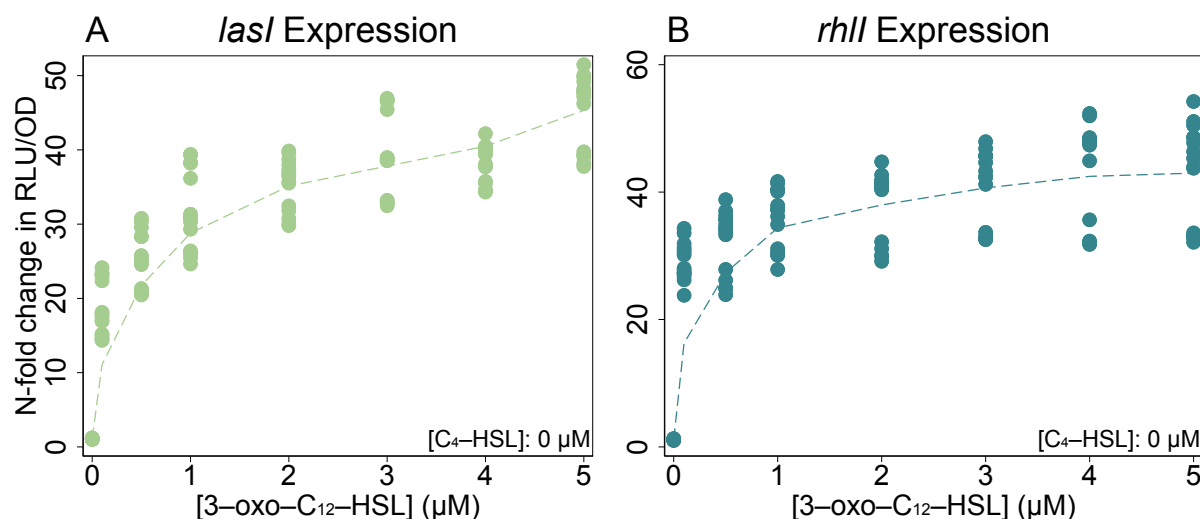 A lasI Expression
N-fold change in RLU/OD
50
40
30
20
10
0
[C₄–HSL]: 0 µM
0 1 2 3 4 5
[3–oxo–C₁₂–HSL] (µM)
B rhlI Expression
60
40
20
0
[C₄–HSL]: 0 µM
0 1 2 3 4 5
[3–oxo–C₁₂–HSL] (µM)